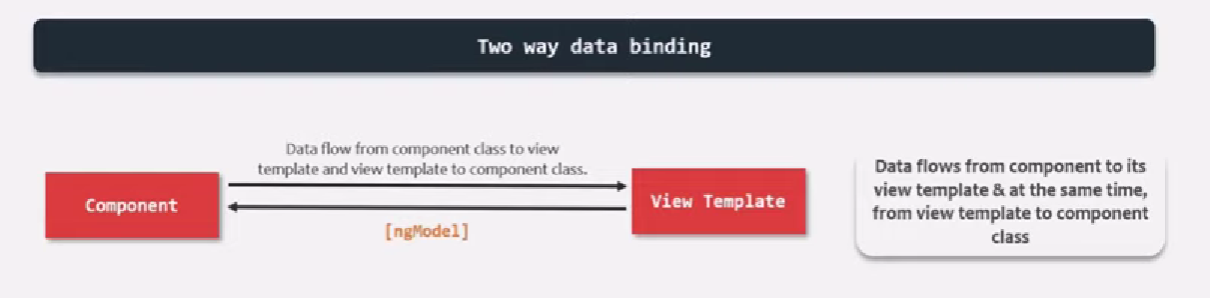 Two way data binding
Data flow from component class to view
template and view template to component class.
Component
View Template
[ngModel]
Data flows from component to its
view template & at the same time,
from view template to component
class